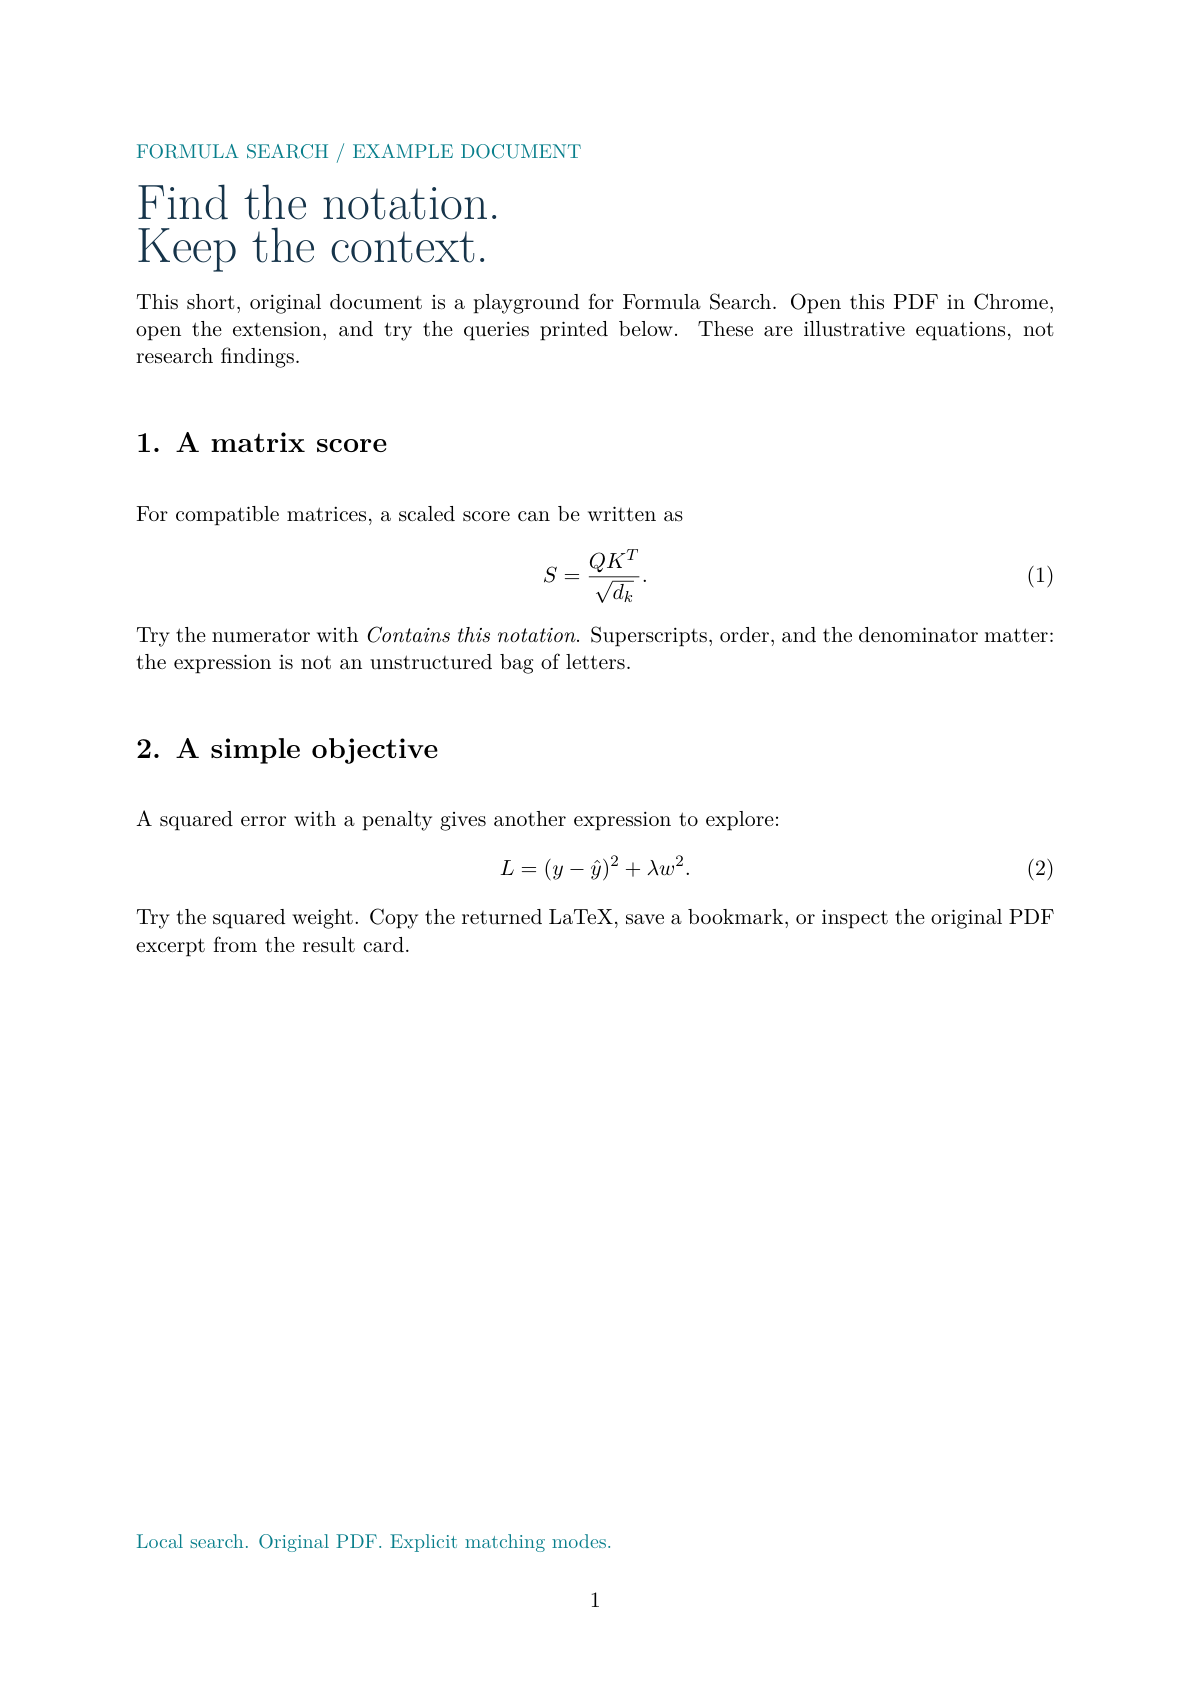 FORMULA SEARCH / EXAMPLE DOCUMENT
Find the notation.
Keep the context.
This short, original document is a playground for Formula Search. Open this PDF in Chrome,
open the extension, and try the queries printed below. These are illustrative equations, not
research findings.
1. A matrix score
For compatible matrices, a scaled score can be written as
S = \frac{QK^T}{\sqrt{d_k}}. (1)
Try the numerator with Contains this notation. Superscripts, order, and the denominator matter:
the expression is not an unstructured bag of letters.
2. A simple objective
A squared error with a penalty gives another expression to explore:
L = (y − ŷ)² + λw². (2)
Try the squared weight. Copy the returned LaTeX, save a bookmark, or inspect the original PDF
excerpt from the result card.
Local search. Original PDF. Explicit matching modes.
1